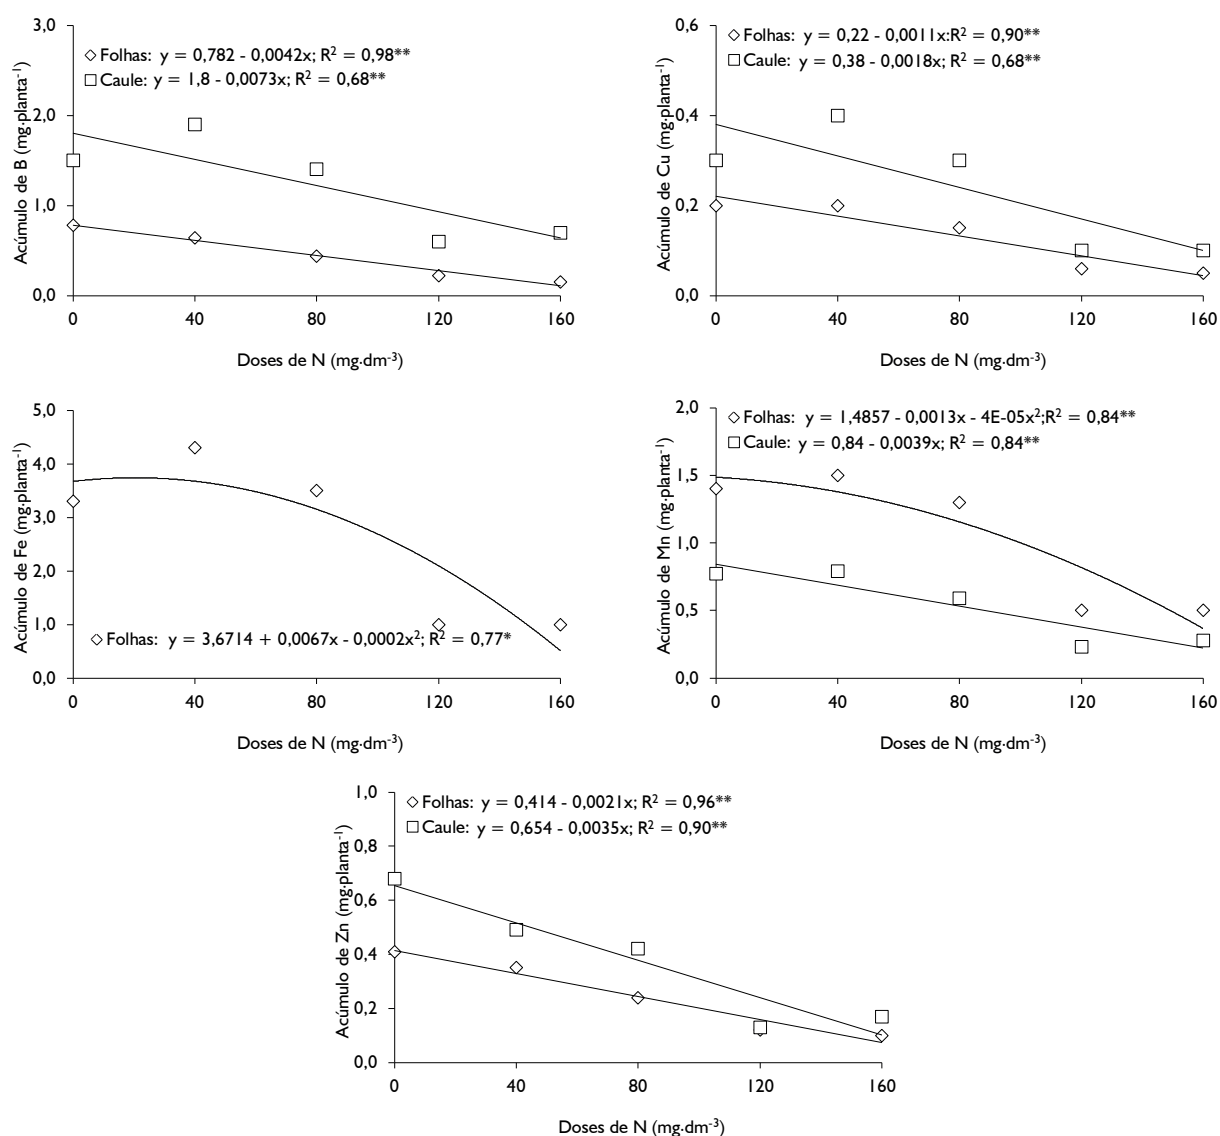 Acúmulo de B (mg·planta⁻¹)
3,0
2,0
1,0
0,0
Folhas: y = 0,782 - 0,0042x; R² = 0,98**
Caule: y = 1,8 - 0,0073x; R² = 0,68**
0 40 80 120 160
Doses de N (mg·dm⁻³)
Acúmulo de Cu (mg·planta⁻¹)
0,6
0,4
0,2
0,0
Folhas: y = 0,22 - 0,0011x:R² = 0,90**
Caule: y = 0,38 - 0,0018x; R² = 0,68**
0 40 80 120 160
Doses de N (mg·dm⁻³)
Acúmulo de Fe (mg·planta⁻¹)
5,0
4,0
3,0
2,0
1,0
0,0
Folhas: y = 3,6714 + 0,0067x - 0,0002x²; R² = 0,77*
0 40 80 120 160
Doses de N (mg·dm⁻³)
Acúmulo de Mn (mg·planta⁻¹)
2,0
1,5
1,0
0,5
0,0
Folhas: y = 1,4857 - 0,0013x - 4E-05x²;R² = 0,84**
Caule: y = 0,84 - 0,0039x; R² = 0,84**
0 40 80 120 160
Doses de N (mg·dm⁻³)
Acúmulo de Zn (mg·planta⁻¹)
1,0
0,8
0,6
0,4
0,2
0,0
Folhas: y = 0,414 - 0,0021x; R² = 0,96**
Caule: y = 0,654 - 0,0035x; R² = 0,90**
0 40 80 120 160
Doses de N (mg·dm⁻³)